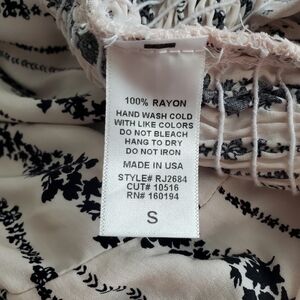 100% RAYON
HAND WASH COLD
WITH LIKE COLORS
DO NOT BLEACH
HANG TO DRY
DO NOT IRON
MADE IN USA
STYLE# RJ2684
CUT# 10516
RN# 160194
S